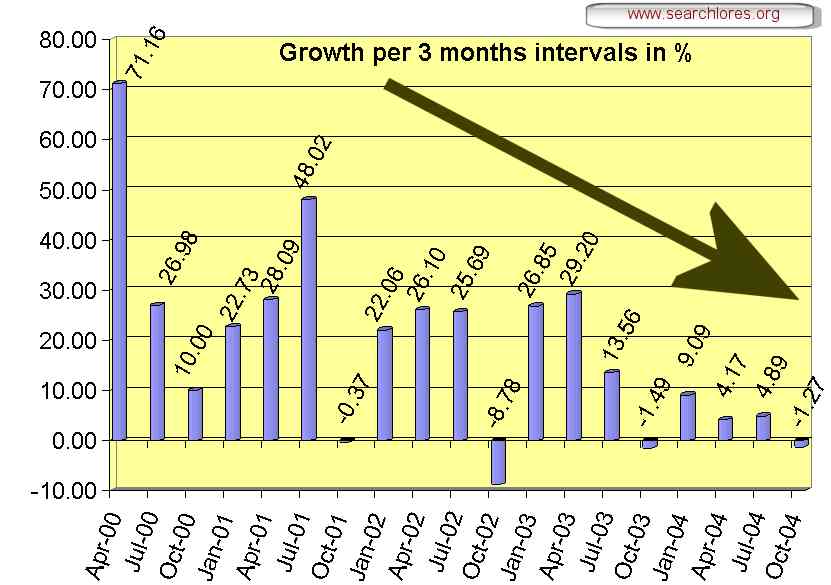 www.searchlores.org
Growth per 3 months intervals in %
80.00
70.00
60.00
50.00
40.00
30.00
20.00
10.00
0.00
-10.00
71.16
26.98
10.00
22.73
28.09
48.02
-0.37
22.06
26.10
25.69
-8.78
26.85
29.20
13.56
-1.49
9.09
4.17
4.89
-1.27
Apr-00
Jul-00
Oct-00
Jan-01
Apr-01
Jul-01
Oct-01
Jan-02
Apr-02
Jul-02
Oct-02
Jan-03
Apr-03
Jul-03
Oct-03
Jan-04
Apr-04
Jul-04
Oct-04